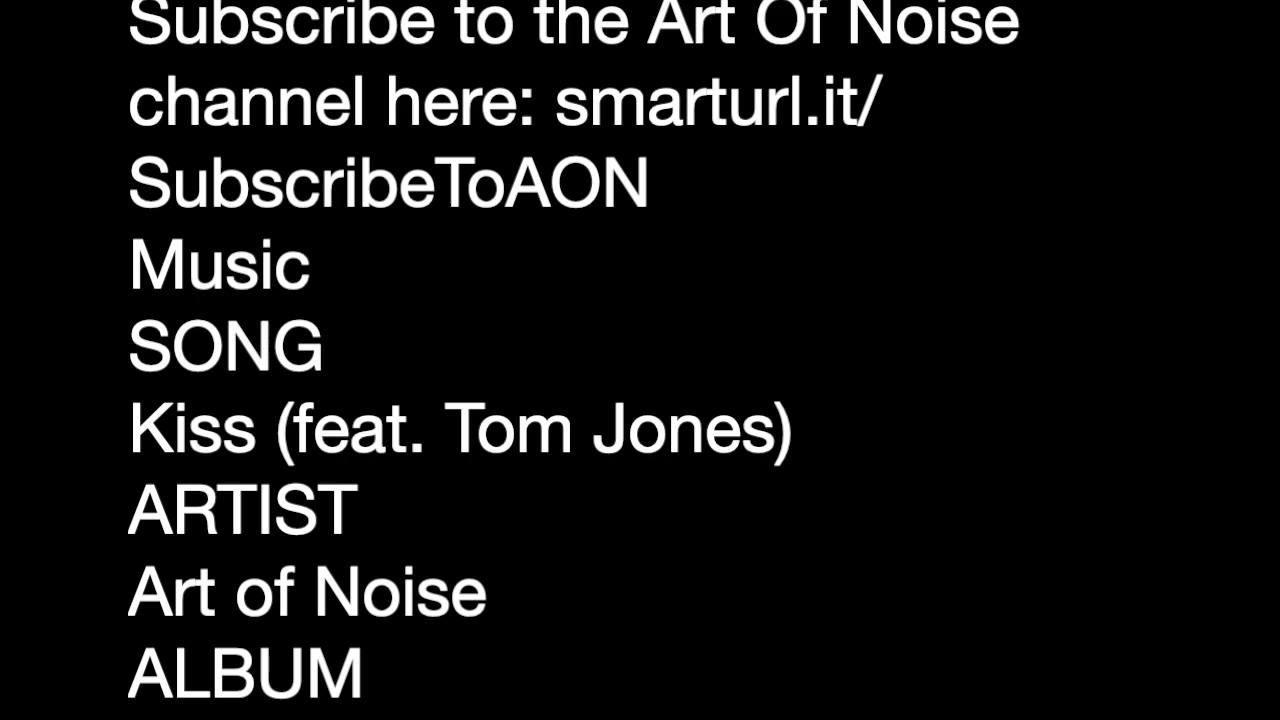 Subscribe to the Art Of Noise
channel here: smarturl.it/
SubscribeToAON
Music
SONG
Kiss (feat. Tom Jones)
ARTIST
Art of Noise
ALBUM